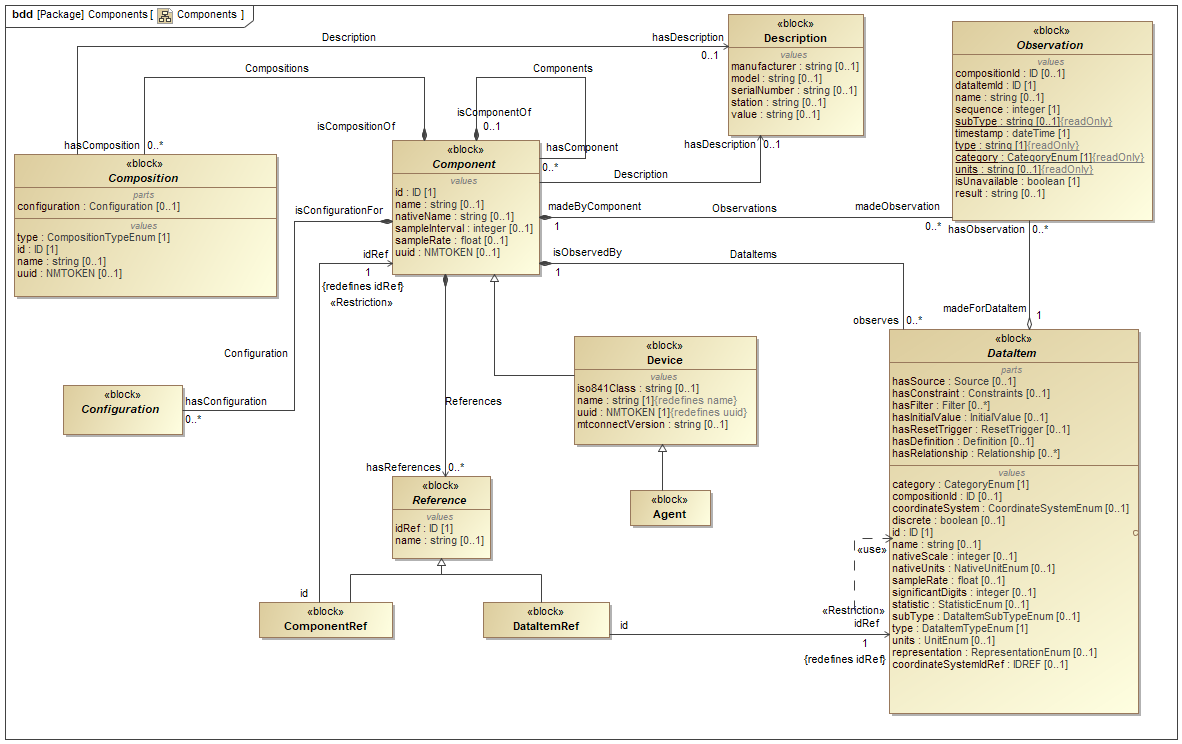 bdd [Package] Components [ Components ]
Description
hasDescription
0..1
Compositions
Components
isComponentOf
0..1
isCompositionOf
hasComposition
0..*
hasComponent
0..*
Description
hasDescription
0..1
«block»
Description
values
manufacturer : string [0..1]
model : string [0..1]
serialNumber : string [0..1]
station : string [0..1]
value : string [0..1]
«block»
Observation
values
compositionId : ID [0..1]
dataItemId : ID [1]
name : string [0..1]
sequence : integer [1]
subType : string [0..1]{readOnly}
timestamp : dateTime [1]
type : string [1]{readOnly}
category : CategoryEnum [1]{readOnly}
units : string [0..1]{readOnly}
isUnavailable : boolean [1]
result : string [0..1]
«block»
Composition
parts
configuration : Configuration [0..1]
values
type : CompositionTypeEnum [1]
id : ID [1]
name : string [0..1]
uuid : NMTOKEN [0..1]
«block»
Component
values
id : ID [1]
name : string [0..1]
nativeName : string [0..1]
sampleInterval : integer [0..1]
sampleRate : float [0..1]
uuid : NMTOKEN [0..1]
isConfigurationFor
madeByComponent
1
Observations
madeObservation
0..*
hasObservation
0..*
isObservedBy
1
DataItems
observes
0..*
madeForDataItem
1
idRef
1
{redefines idRef}
«Restriction»
Configuration
«block»
Configuration
hasConfiguration
0..*
References
hasReferences
0..*
«block»
Device
values
iso841Class : string [0..1]
name : string [1]{redefines name}
uuid : NMTOKEN [1]{redefines uuid}
mtconnectVersion : string [0..1]
«block»
Agent
«block»
Reference
values
idRef : ID [1]
name : string [0..1]
id
«block»
ComponentRef
«block»
DataItemRef
id
«use»
«Restriction»
idRef
1
{redefines idRef}
«block»
DataItem
parts
hasSource : Source [0..1]
hasConstraint : Constraints [0..1]
hasFilter : Filter [0..*]
hasInitialValue : InitialValue [0..1]
hasResetTrigger : ResetTrigger [0..1]
hasDefinition : Definition [0..1]
hasRelationship : Relationship [0..*]
values
category : CategoryEnum [1]
compositionId : ID [0..1]
coordinateSystem : CoordinateSystemEnum [0..1]
discrete : boolean [0..1]
id : ID [1]
name : string [0..1]
nativeScale : integer [0..1]
nativeUnits : NativeUnitEnum [0..1]
sampleRate : float [0..1]
significantDigits : integer [0..1]
statistic : StatisticEnum [0..1]
subType : DataItemSubTypeEnum [0..1]
type : DataItemTypeEnum [1]
units : UnitEnum [0..1]
representation : RepresentationEnum [0..1]
coordinateSystemIdRef : IDREF [0..1]